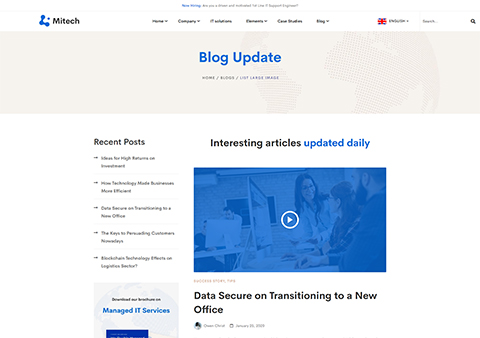 Now Hiring: Are you a driven and motivated 1st Line IT Support Engineer?
Mitech
Home Company IT solutions Elements Case Studies Blog
ENGLISH
Search...
Blog Update
HOME / BLOGS / LIST LARGE IMAGE
Recent Posts
Ideas for High Returns on
Investment
How Technology Made Businesses
More Efficient
Data Secure on Transitioning to a
New Office
The Keys to Persuading Customers
Nowadays
Blockchain Technology Effects on
Logistics Sector?
Download our brochure on
Managed IT Services
Interesting articles updated daily
SUCCESS STORY, TIPS
Data Secure on Transitioning to a New
Office
Owen Christ January 20, 2020